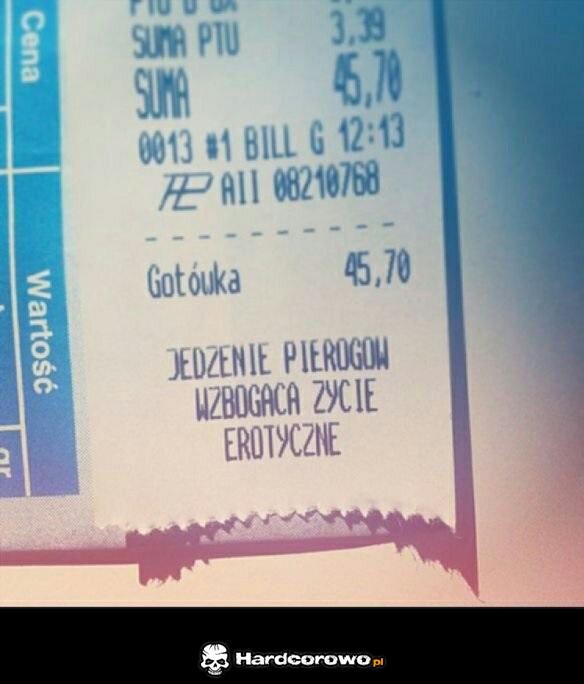 SUMA PTU 3,39
SUMA 45,70
0013 #1 BILL G 12:13
AII 08210768
Gotówka 45,70
JEDZENIE PIEROGOW
WZBOGACA ZYCIE
EROTYCZNE
Cena
Wartość
gr
Hardcorowo.pl